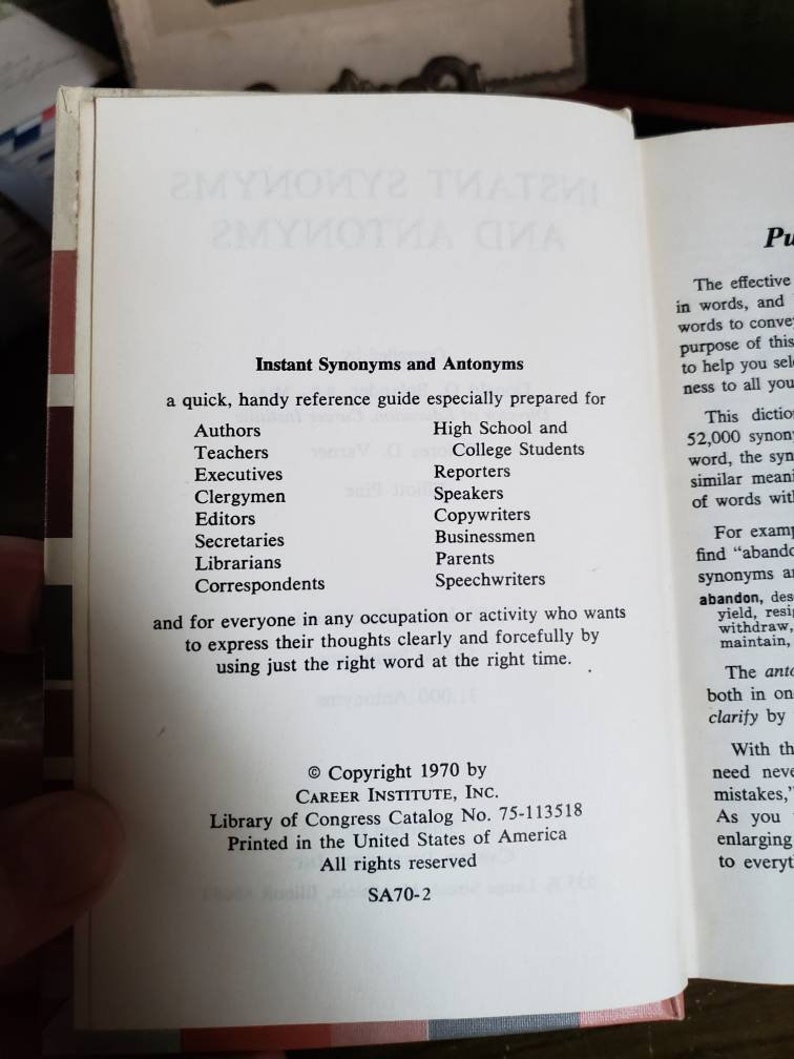 Instant Synonyms and Antonyms
a quick, handy reference guide especially prepared for
Authors
Teachers
Executives
Clergymen
Editors
Secretaries
Librarians
Correspondents
High School and
College Students
Reporters
Speakers
Copywriters
Businessmen
Parents
Speechwriters
and for everyone in any occupation or activity who wants
to express their thoughts clearly and forcefully by
using just the right word at the right time.
© Copyright 1970 by
CAREER INSTITUTE, INC.
Library of Congress Catalog No. 75-113518
Printed in the United States of America
All rights reserved
SA70-2
INSTANT SYNONYMS
AND ANTONYMS
Pu
The effective
in words, and
words to conve
purpose of this
to help you sel
ness to all you
This dictio
52,000 synon
word, the syn
similar meani
of words wit
For examp
find "abando
synonyms a
abandon, des
yield, resi
withdraw,
maintain,
The anto
both in on
clarify by
With th
need neve
mistakes,"
As you
enlarging
to everyt